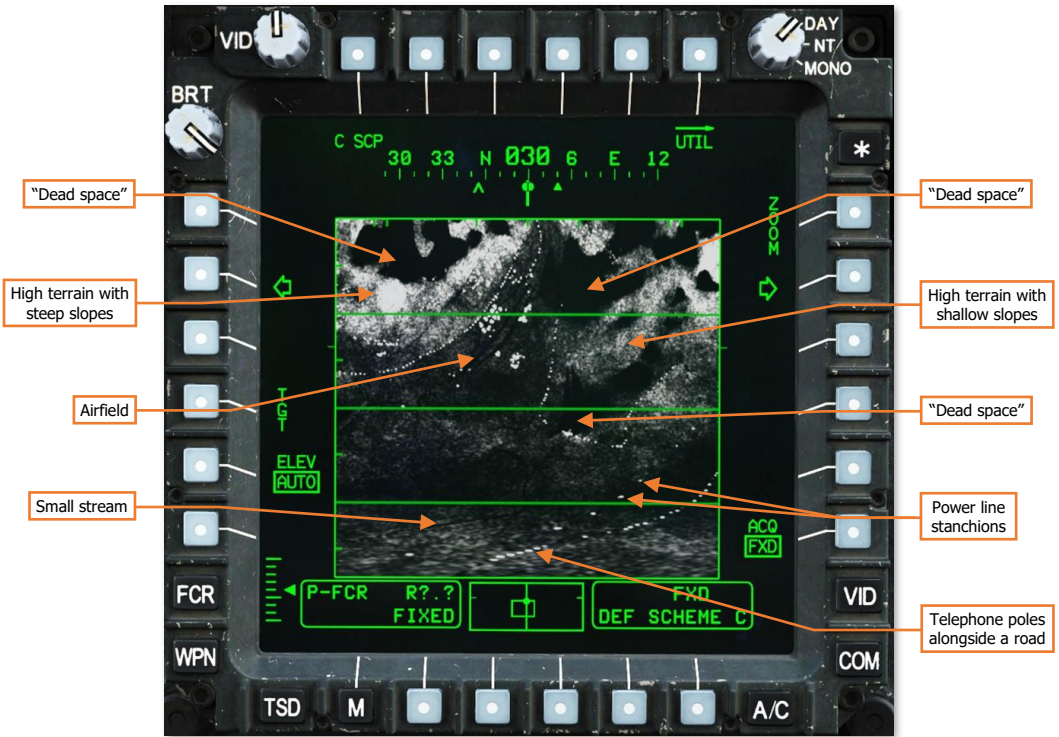 VID
DAY
NT
MONO
BRT
*
C SCP
UTIL
30 33 N 030 6 E 12
ZOOM
"Dead space"
"Dead space"
High terrain with
steep slopes
High terrain with
shallow slopes
Airfield
TGT
"Dead space"
ELEV
AUTO
Small stream
Power line
stanchions
ACQ
FXD
P-FCR R?.?
FIXED
FXD
DEF SCHEME C
FCR
VID
Telephone poles
alongside a road
WPN
COM
TSD
M
A/C